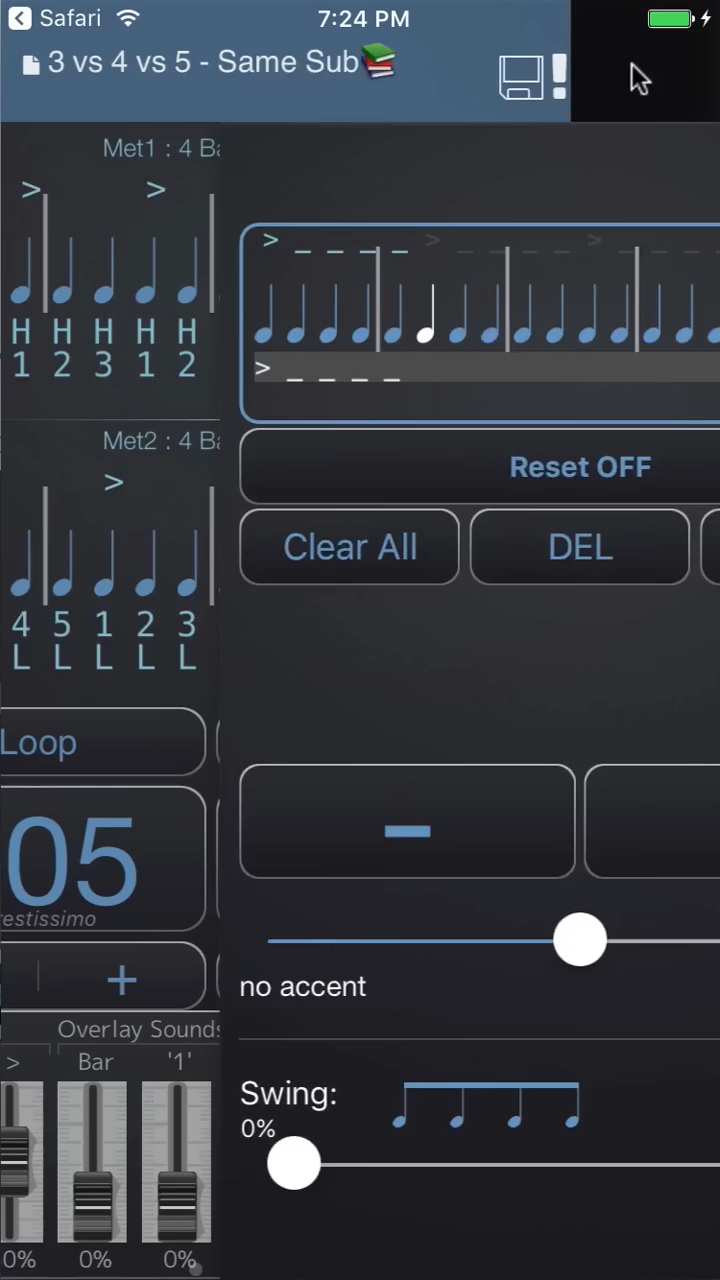 Safari
7:24 PM
3 vs 4 vs 5 - Same Sub
Met1 : 4 Ba
> >
H H H H H
1 2 3 1 2
Met2 : 4 Ba
>
4 5 1 2 3
L L L L L
Loop
05
estissimo
+
Overlay Sounds
> Bar '1'
0% 0% 0%
> _ _ _ _ > _ _ _ _ > _ _ _
> _ _ _ _
Reset OFF
Clear All
DEL
-
no accent
Swing:
0%